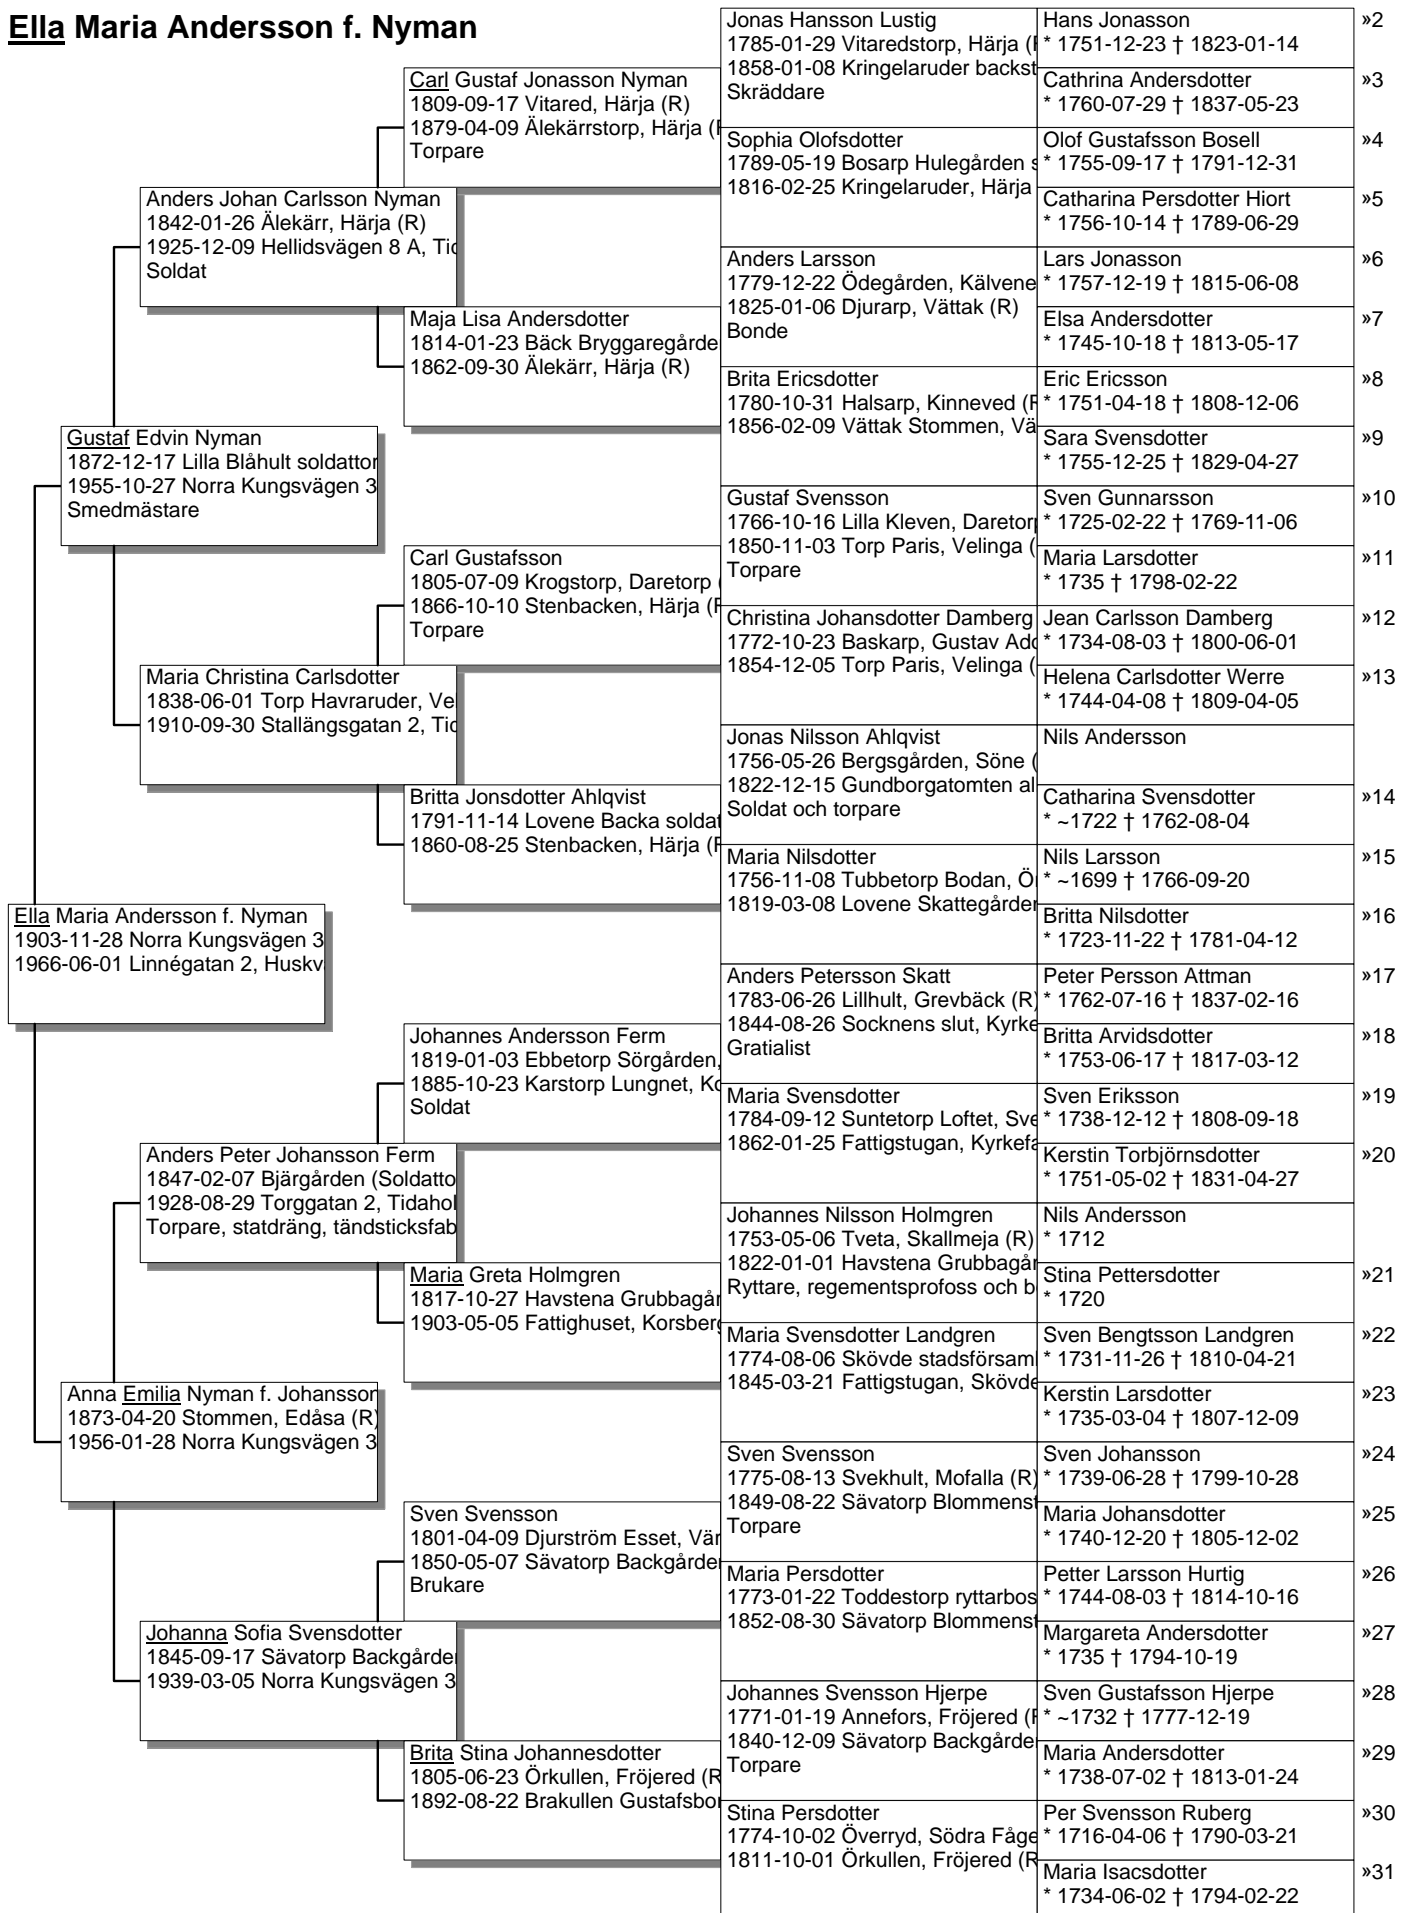 Ella Maria Andersson f. Nyman
Ella Maria Andersson f. Nyman
1903-11-28 Norra Kungsvägen 3
1966-06-01 Linnégatan 2, Huskv
Gustaf Edvin Nyman
1872-12-17 Lilla Blåhult soldattor
1955-10-27 Norra Kungsvägen 3
Smedmästare
Anna Emilia Nyman f. Johansson
1873-04-20 Stommen, Edåsa (R)
1956-01-28 Norra Kungsvägen 3
Anders Johan Carlsson Nyman
1842-01-26 Älekärr, Härja (R)
1925-12-09 Hellidsvägen 8 A, Tid
Soldat
Maria Christina Carlsdotter
1838-06-01 Torp Havraruder, Vel
1910-09-30 Stallängsgatan 2, Tid
Anders Peter Johansson Ferm
1847-02-07 Bjärgården (Soldatto
1928-08-29 Torggatan 2, Tidahol
Torpare, statdräng, tändsticksfab
Johanna Sofia Svensdotter
1845-09-17 Sävatorp Backgården
1939-03-05 Norra Kungsvägen 3
Carl Gustaf Jonasson Nyman
1809-09-17 Vitared, Härja (R)
1879-04-09 Älekärrstorp, Härja (R
Torpare
Maja Lisa Andersdotter
1814-01-23 Bäck Bryggaregårde
1862-09-30 Älekärr, Härja (R)
Carl Gustafsson
1805-07-09 Krogstorp, Daretorp (
1866-10-10 Stenbacken, Härja (R
Torpare
Britta Jonsdotter Ahlqvist
1791-11-14 Lovene Backa soldat
1860-08-25 Stenbacken, Härja (R
Johannes Andersson Ferm
1819-01-03 Ebbetorp Sörgården,
1885-10-23 Karstorp Lungnet, Ko
Soldat
Maria Greta Holmgren
1817-10-27 Havstena Grubbagår
1903-05-05 Fattighuset, Korsberg
Sven Svensson
1801-04-09 Djurström Esset, Vär
1850-05-07 Sävatorp Backgården
Brukare
Brita Stina Johannesdotter
1805-06-23 Örkullen, Fröjered (R
1892-08-22 Brakullen Gustafsbor
Jonas Hansson Lustig
1785-01-29 Vitaredstorp, Härja (R
1858-01-08 Kringelaruder backst
Skräddare
Sophia Olofsdotter
1789-05-19 Bosarp Hulegården s
1816-02-25 Kringelaruder, Härja
Anders Larsson
1779-12-22 Ödegården, Kälvene
1825-01-06 Djurarp, Vättak (R)
Bonde
Brita Ericsdotter
1780-10-31 Halsarp, Kinneved (R
1856-02-09 Vättak Stommen, Vä
Gustaf Svensson
1766-10-16 Lilla Kleven, Daretorp
1850-11-03 Torp Paris, Velinga (
Torpare
Christina Johansdotter Damberg
1772-10-23 Baskarp, Gustav Ado
1854-12-05 Torp Paris, Velinga (
Jonas Nilsson Ahlqvist
1756-05-26 Bergsgården, Söne (
1822-12-15 Gundborgatomten al
Soldat och torpare
Maria Nilsdotter
1756-11-08 Tubbetorp Bodan, Ö
1819-03-08 Lovene Skattegården
Anders Petersson Skatt
1783-06-26 Lillhult, Grevbäck (R)
1844-08-26 Socknens slut, Kyrke
Gratialist
Maria Svensdotter
1784-09-12 Suntetorp Loftet, Sve
1862-01-25 Fattigstugan, Kyrkefa
Johannes Nilsson Holmgren
1753-05-06 Tveta, Skallmeja (R)
1822-01-01 Havstena Grubbagår
Ryttare, regementsprofoss och b
Maria Svensdotter Landgren
1774-08-06 Skövde stadsförsaml
1845-03-21 Fattigstugan, Skövde
Sven Svensson
1775-08-13 Svekhult, Mofalla (R)
1849-08-22 Sävatorp Blommenst
Torpare
Maria Persdotter
1773-01-22 Toddestorp ryttarbos
1852-08-30 Sävatorp Blommenst
Johannes Svensson Hjerpe
1771-01-19 Annefors, Fröjered (R
1840-12-09 Sävatorp Backgården
Torpare
Stina Persdotter
1774-10-02 Överryd, Södra Fåge
1811-10-01 Örkullen, Fröjered (R
Hans Jonasson »2
* 1751-12-23 † 1823-01-14
Cathrina Andersdotter »3
* 1760-07-29 † 1837-05-23
Olof Gustafsson Bosell »4
* 1755-09-17 † 1791-12-31
Catharina Persdotter Hiort »5
* 1756-10-14 † 1789-06-29
Lars Jonasson »6
* 1757-12-19 † 1815-06-08
Elsa Andersdotter »7
* 1745-10-18 † 1813-05-17
Eric Ericsson »8
* 1751-04-18 † 1808-12-06
Sara Svensdotter »9
* 1755-12-25 † 1829-04-27
Sven Gunnarsson »10
* 1725-02-22 † 1769-11-06
Maria Larsdotter »11
* 1735 † 1798-02-22
Jean Carlsson Damberg »12
* 1734-08-03 † 1800-06-01
Helena Carlsdotter Werre »13
* 1744-04-08 † 1809-04-05
Nils Andersson
Catharina Svensdotter »14
* ~1722 † 1762-08-04
Nils Larsson »15
* ~1699 † 1766-09-20
Britta Nilsdotter »16
* 1723-11-22 † 1781-04-12
Peter Persson Attman »17
* 1762-07-16 † 1837-02-16
Britta Arvidsdotter »18
* 1753-06-17 † 1817-03-12
Sven Eriksson »19
* 1738-12-12 † 1808-09-18
Kerstin Torbjörnsdotter »20
* 1751-05-02 † 1831-04-27
Nils Andersson
* 1712
Stina Pettersdotter »21
* 1720
Sven Bengtsson Landgren »22
* 1731-11-26 † 1810-04-21
Kerstin Larsdotter »23
* 1735-03-04 † 1807-12-09
Sven Johansson »24
* 1739-06-28 † 1799-10-28
Maria Johansdotter »25
* 1740-12-20 † 1805-12-02
Petter Larsson Hurtig »26
* 1744-08-03 † 1814-10-16
Margareta Andersdotter »27
* 1735 † 1794-10-19
Sven Gustafsson Hjerpe »28
* ~1732 † 1777-12-19
Maria Andersdotter »29
* 1738-07-02 † 1813-01-24
Per Svensson Ruberg »30
* 1716-04-06 † 1790-03-21
Maria Isacsdotter »31
* 1734-06-02 † 1794-02-22